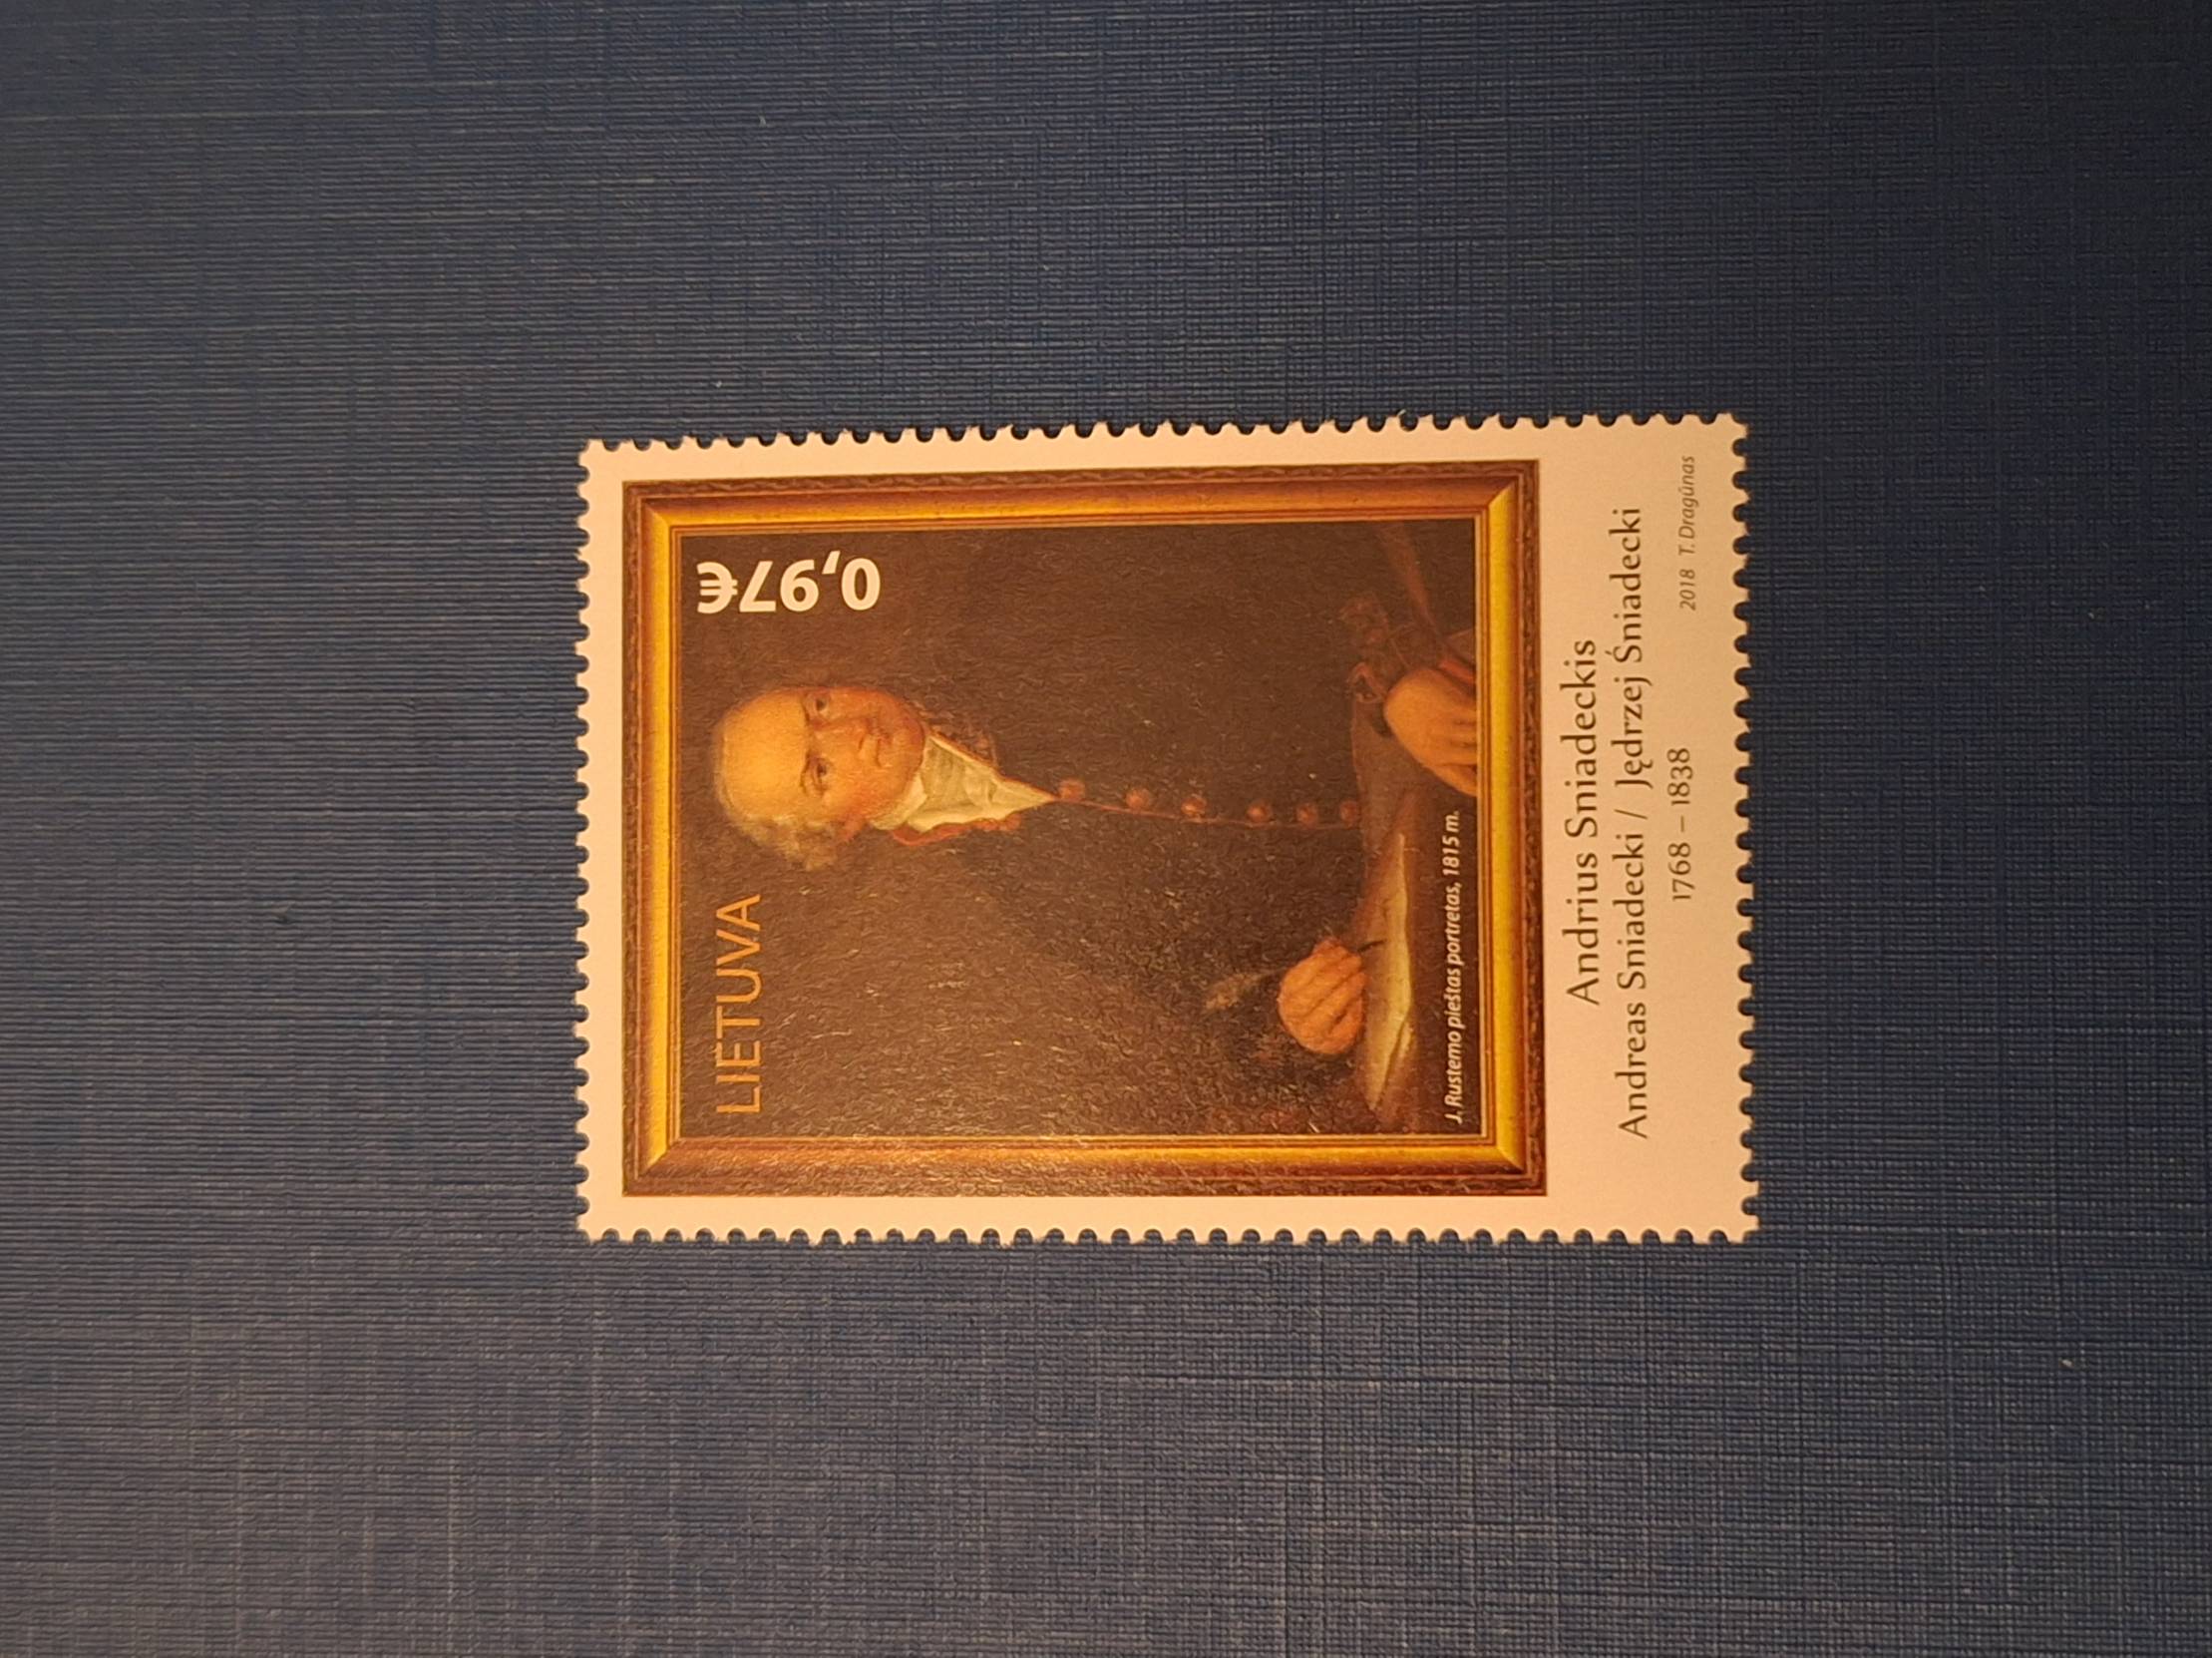 LIETUVA
0,97€
J. Rustemo pieštas portretas, 1815 m.
Andrius Sniadeckis
Andreas Sniadecki / Jędrzej Śniadecki
1768 – 1838
2018 T. Dragūnas